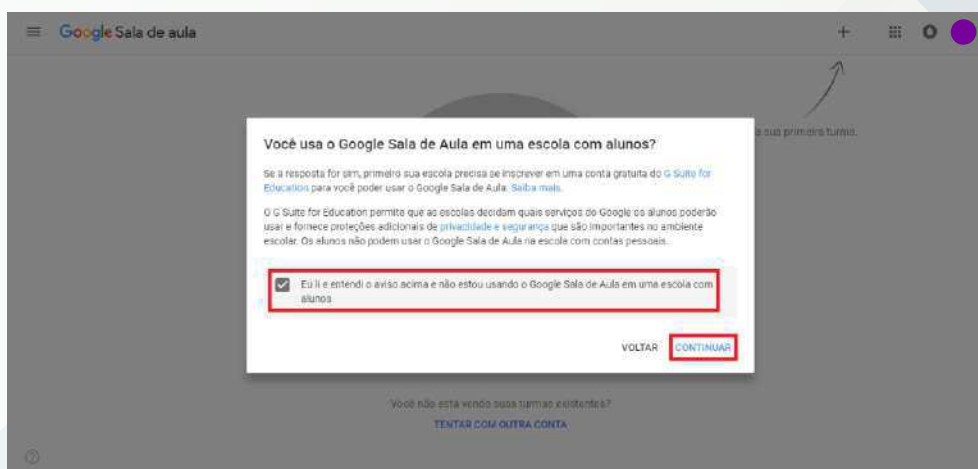 Google Sala de aula
a sua primeira turma.
Você usa o Google Sala de Aula em uma escola com alunos?
Se a resposta for sim, primeiro sua escola precisa se inscrever em uma conta gratuita do G Suite for
Education para você poder usar o Google Sala de Aula. Saiba mais.
O G Suite for Education permite que as escolas decidam quais serviços do Google os alunos poderão
usar e fornece proteções adicionais de privacidade e segurança que são importantes no ambiente
escolar. Os alunos não podem usar o Google Sala de Aula na escola com contas pessoais.
Eu li e entendi o aviso acima e não estou usando o Google Sala de Aula em uma escola com
alunos
VOLTAR CONTINUAR
Você não está vendo suas turmas existentes?
TENTAR COM OUTRA CONTA